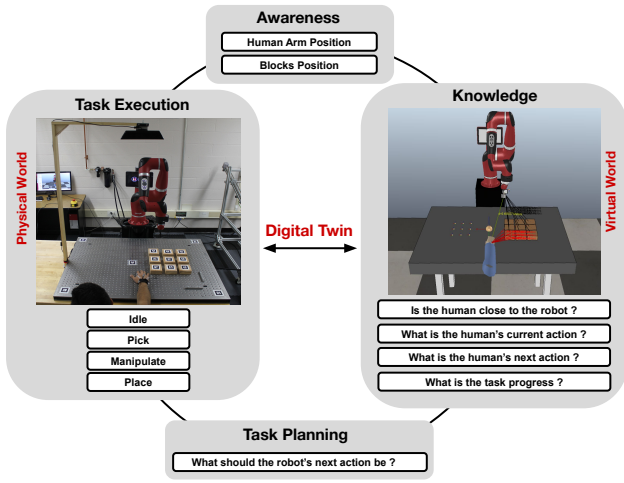 Awareness
Human Arm Position
Blocks Position
Task Execution
Physical World
Idle
Pick
Manipulate
Place
Digital Twin
Knowledge
Virtual World
Is the human close to the robot ?
What is the human's current action ?
What is the human's next action ?
What is the task progress ?
Task Planning
What should the robot's next action be ?